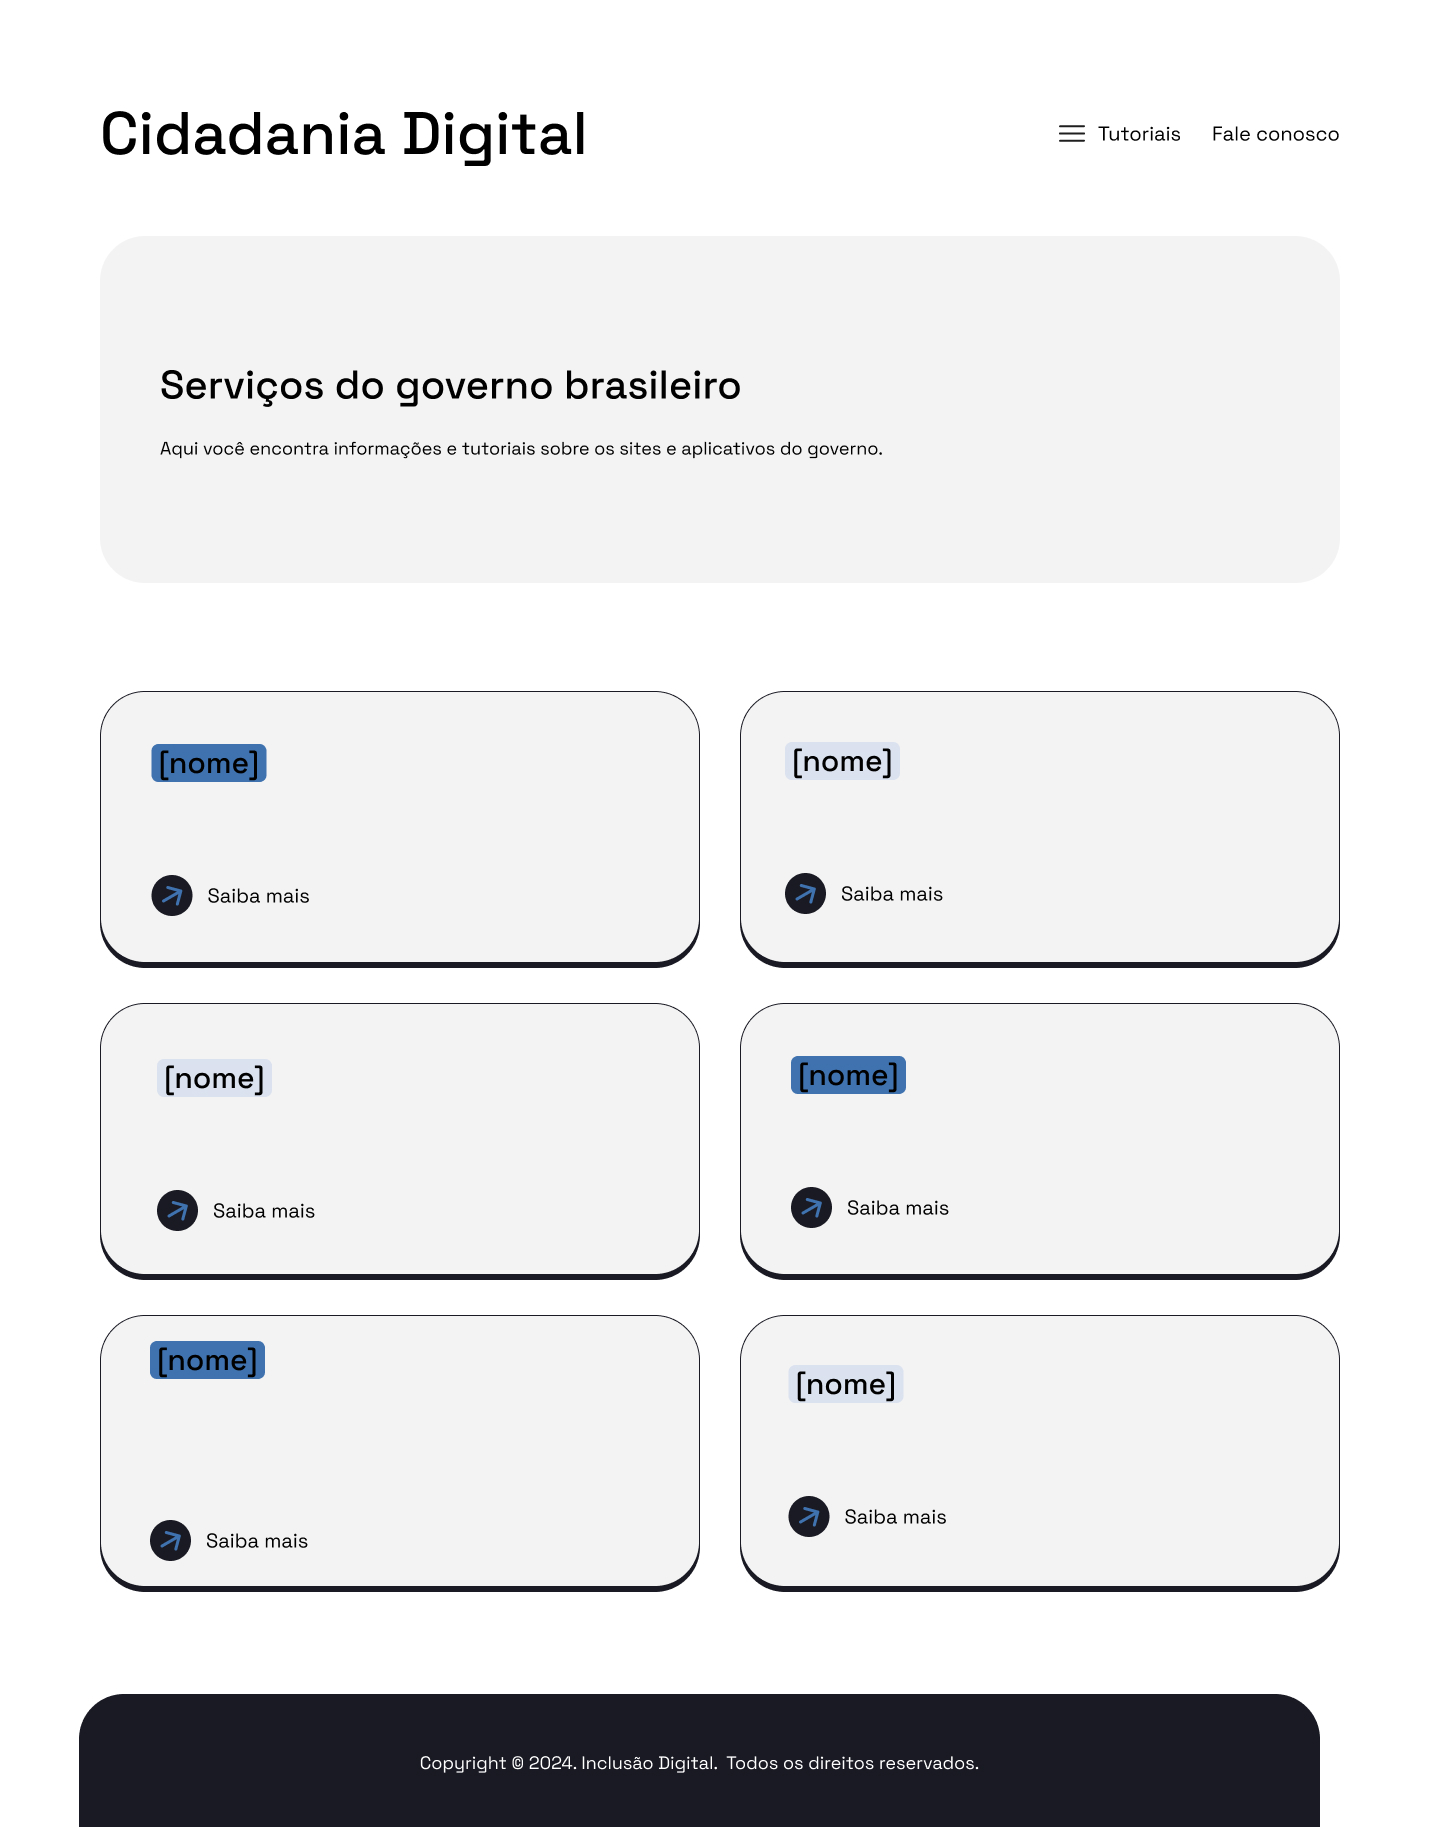 Cidadania Digital
Tutoriais
Fale conosco
Serviços do governo brasileiro
Aqui você encontra informações e tutoriais sobre os sites e aplicativos do governo.
[nome]
Saiba mais
[nome]
Saiba mais
[nome]
Saiba mais
[nome]
Saiba mais
[nome]
Saiba mais
[nome]
Saiba mais
Copyright © 2024. Inclusão Digital.  Todos os direitos reservados.